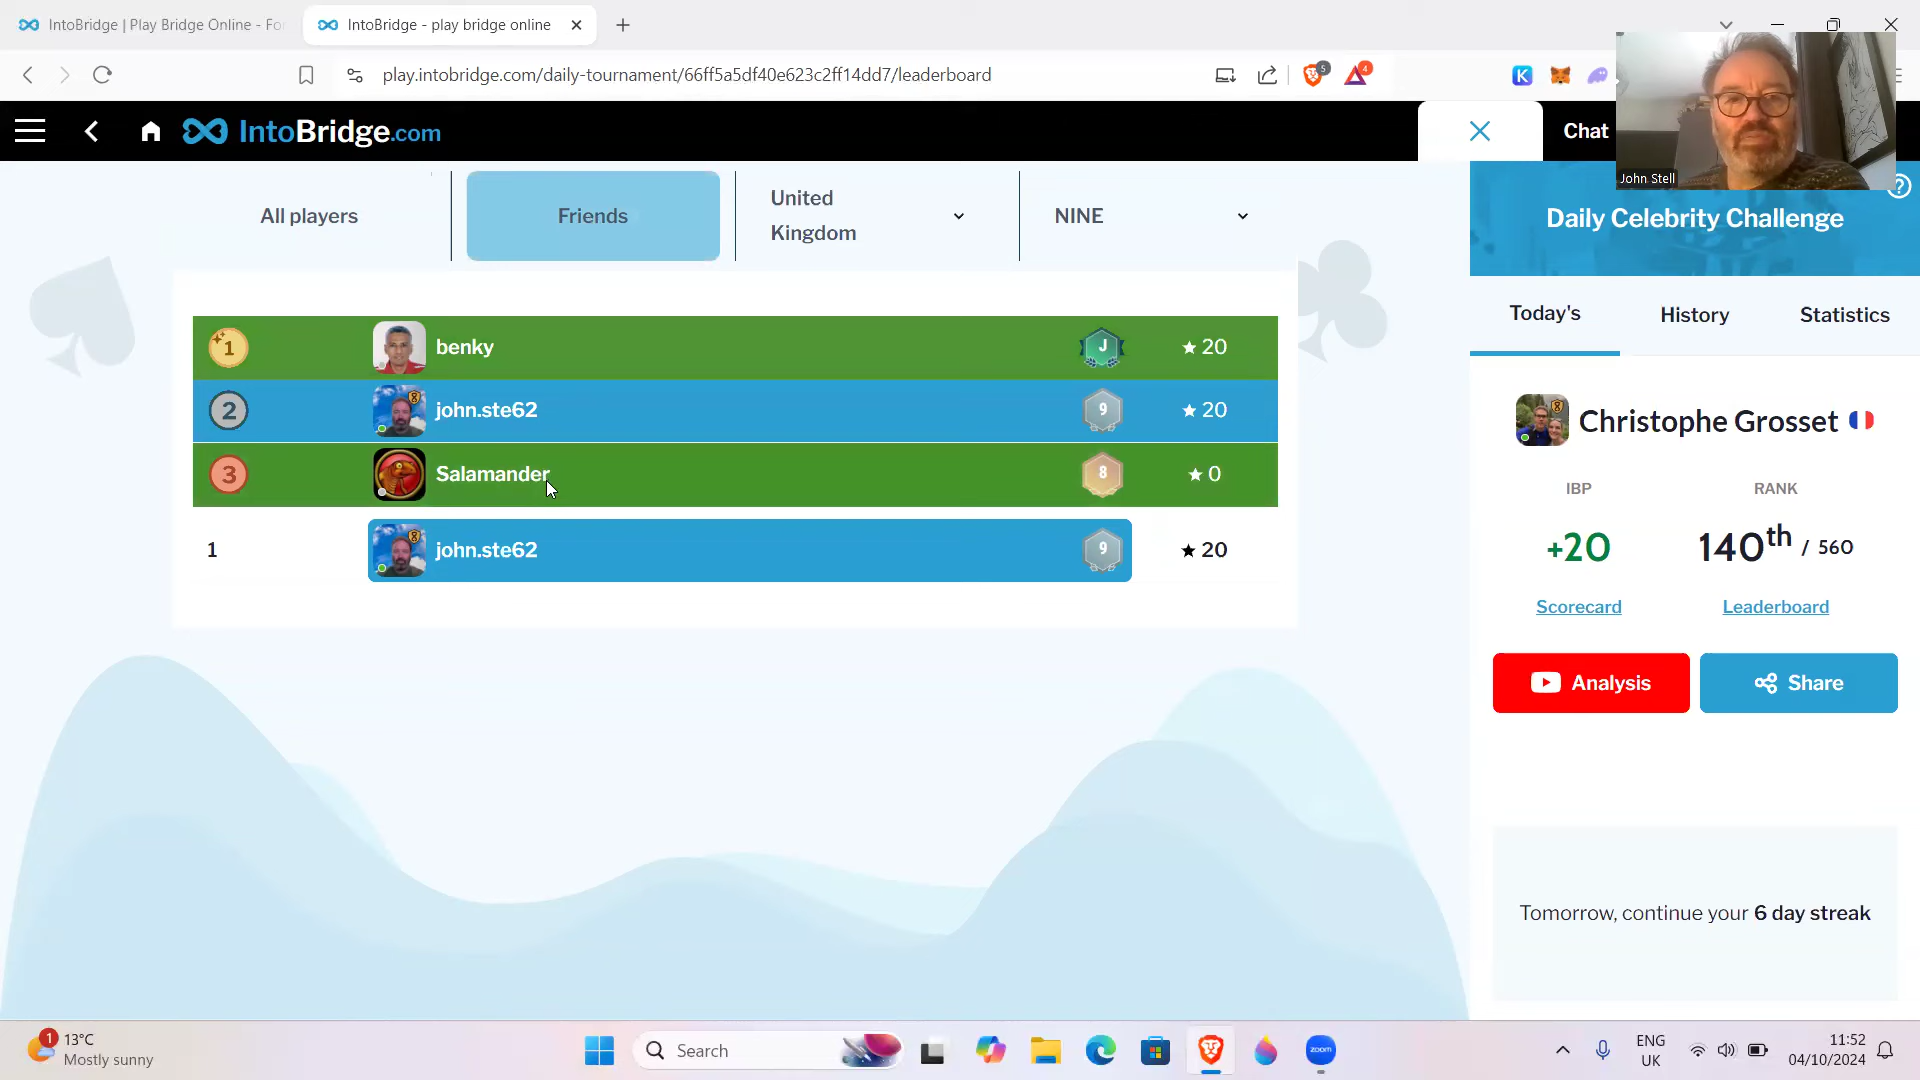 IntoBridge | Play Bridge Online - Fo
IntoBridge - play bridge online
play.intobridge.com/daily-tournament/66ff5a5df40e623c2ff14dd7/leaderboard
5
4
K
IntoBridge.com
Chat
John Stell
All players
Friends
United
Kingdom
NINE
Daily Celebrity Challenge
?
Today's
History
Statistics
1
benky
J
20
2
john.ste62
9
20
3
Salamander
8
0
1
john.ste62
9
20
Christophe Grosset
IBP
RANK
+20
140th / 560
Scorecard
Leaderboard
Analysis
Share
Tomorrow, continue your 6 day streak
1
13°C
Mostly sunny
Search
zoom
ENG
UK
11:52
04/10/2024